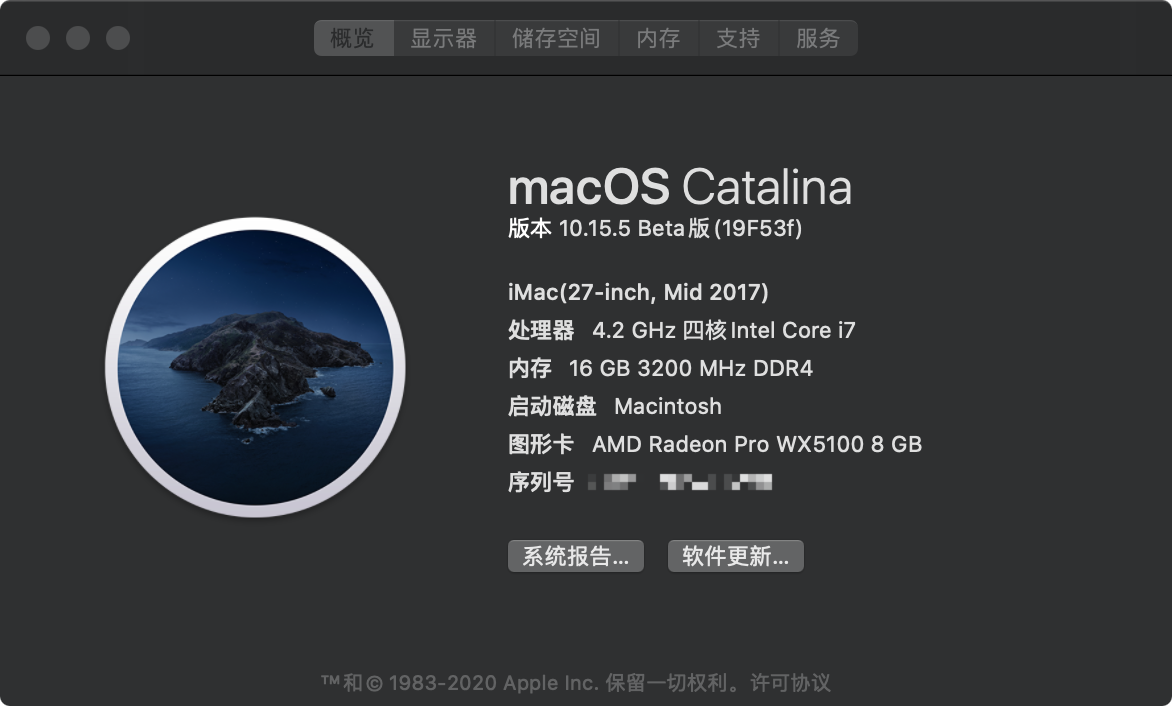 概览 显示器 储存空间 内存 支持 服务
macOS Catalina
版本 10.15.5 Beta版 (19F53f)
iMac(27-inch, Mid 2017)
处理器 4.2 GHz 四核Intel Core i7
内存 16 GB 3200 MHz DDR4
启动磁盘 Macintosh
图形卡 AMD Radeon Pro WX5100 8 GB
序列号
系统报告... 软件更新...
™和© 1983-2020 Apple Inc. 保留一切权利。许可协议